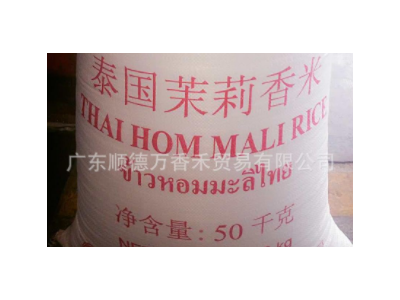 泰国茉莉香米
THAI HOM MALI RICE
广东顺德万香禾贸易有限公司
ข้าวหอมมะลิไทย
净含量: 50 千克